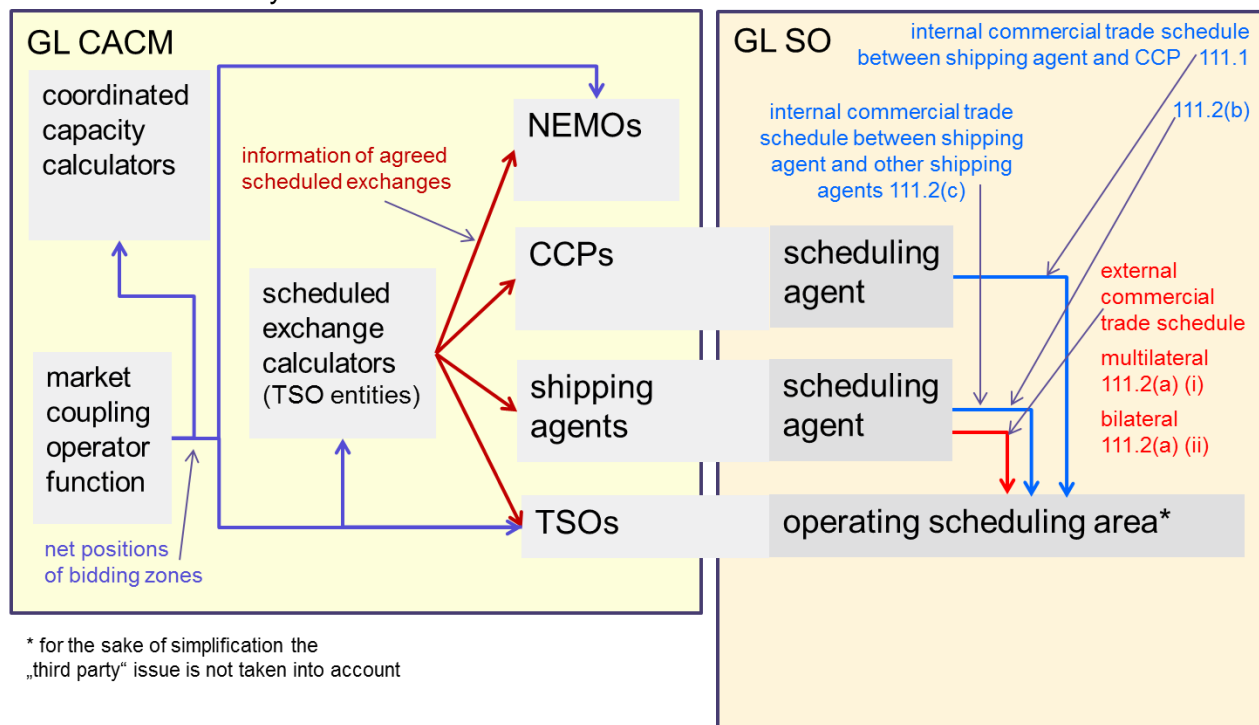 GL CACM
coordinated
capacity
calculators
market
coupling
operator
function
net positions
of bidding zones
information of agreed
scheduled exchanges
scheduled
exchange
calculators
(TSO entities)
NEMOs
CCPs
shipping
agents
TSOs
GL SO
internal commercial trade schedule
between shipping agent and CCP 111.1
111.2(b)
internal commercial trade
schedule between shipping
agent and other shipping
agents 111.2(c)
scheduling
agent
scheduling
agent
external
commercial
trade schedule
multilateral
111.2(a) (i)
bilateral
111.2(a) (ii)
operating scheduling area*
* for the sake of simplification the
„third party“ issue is not taken into account